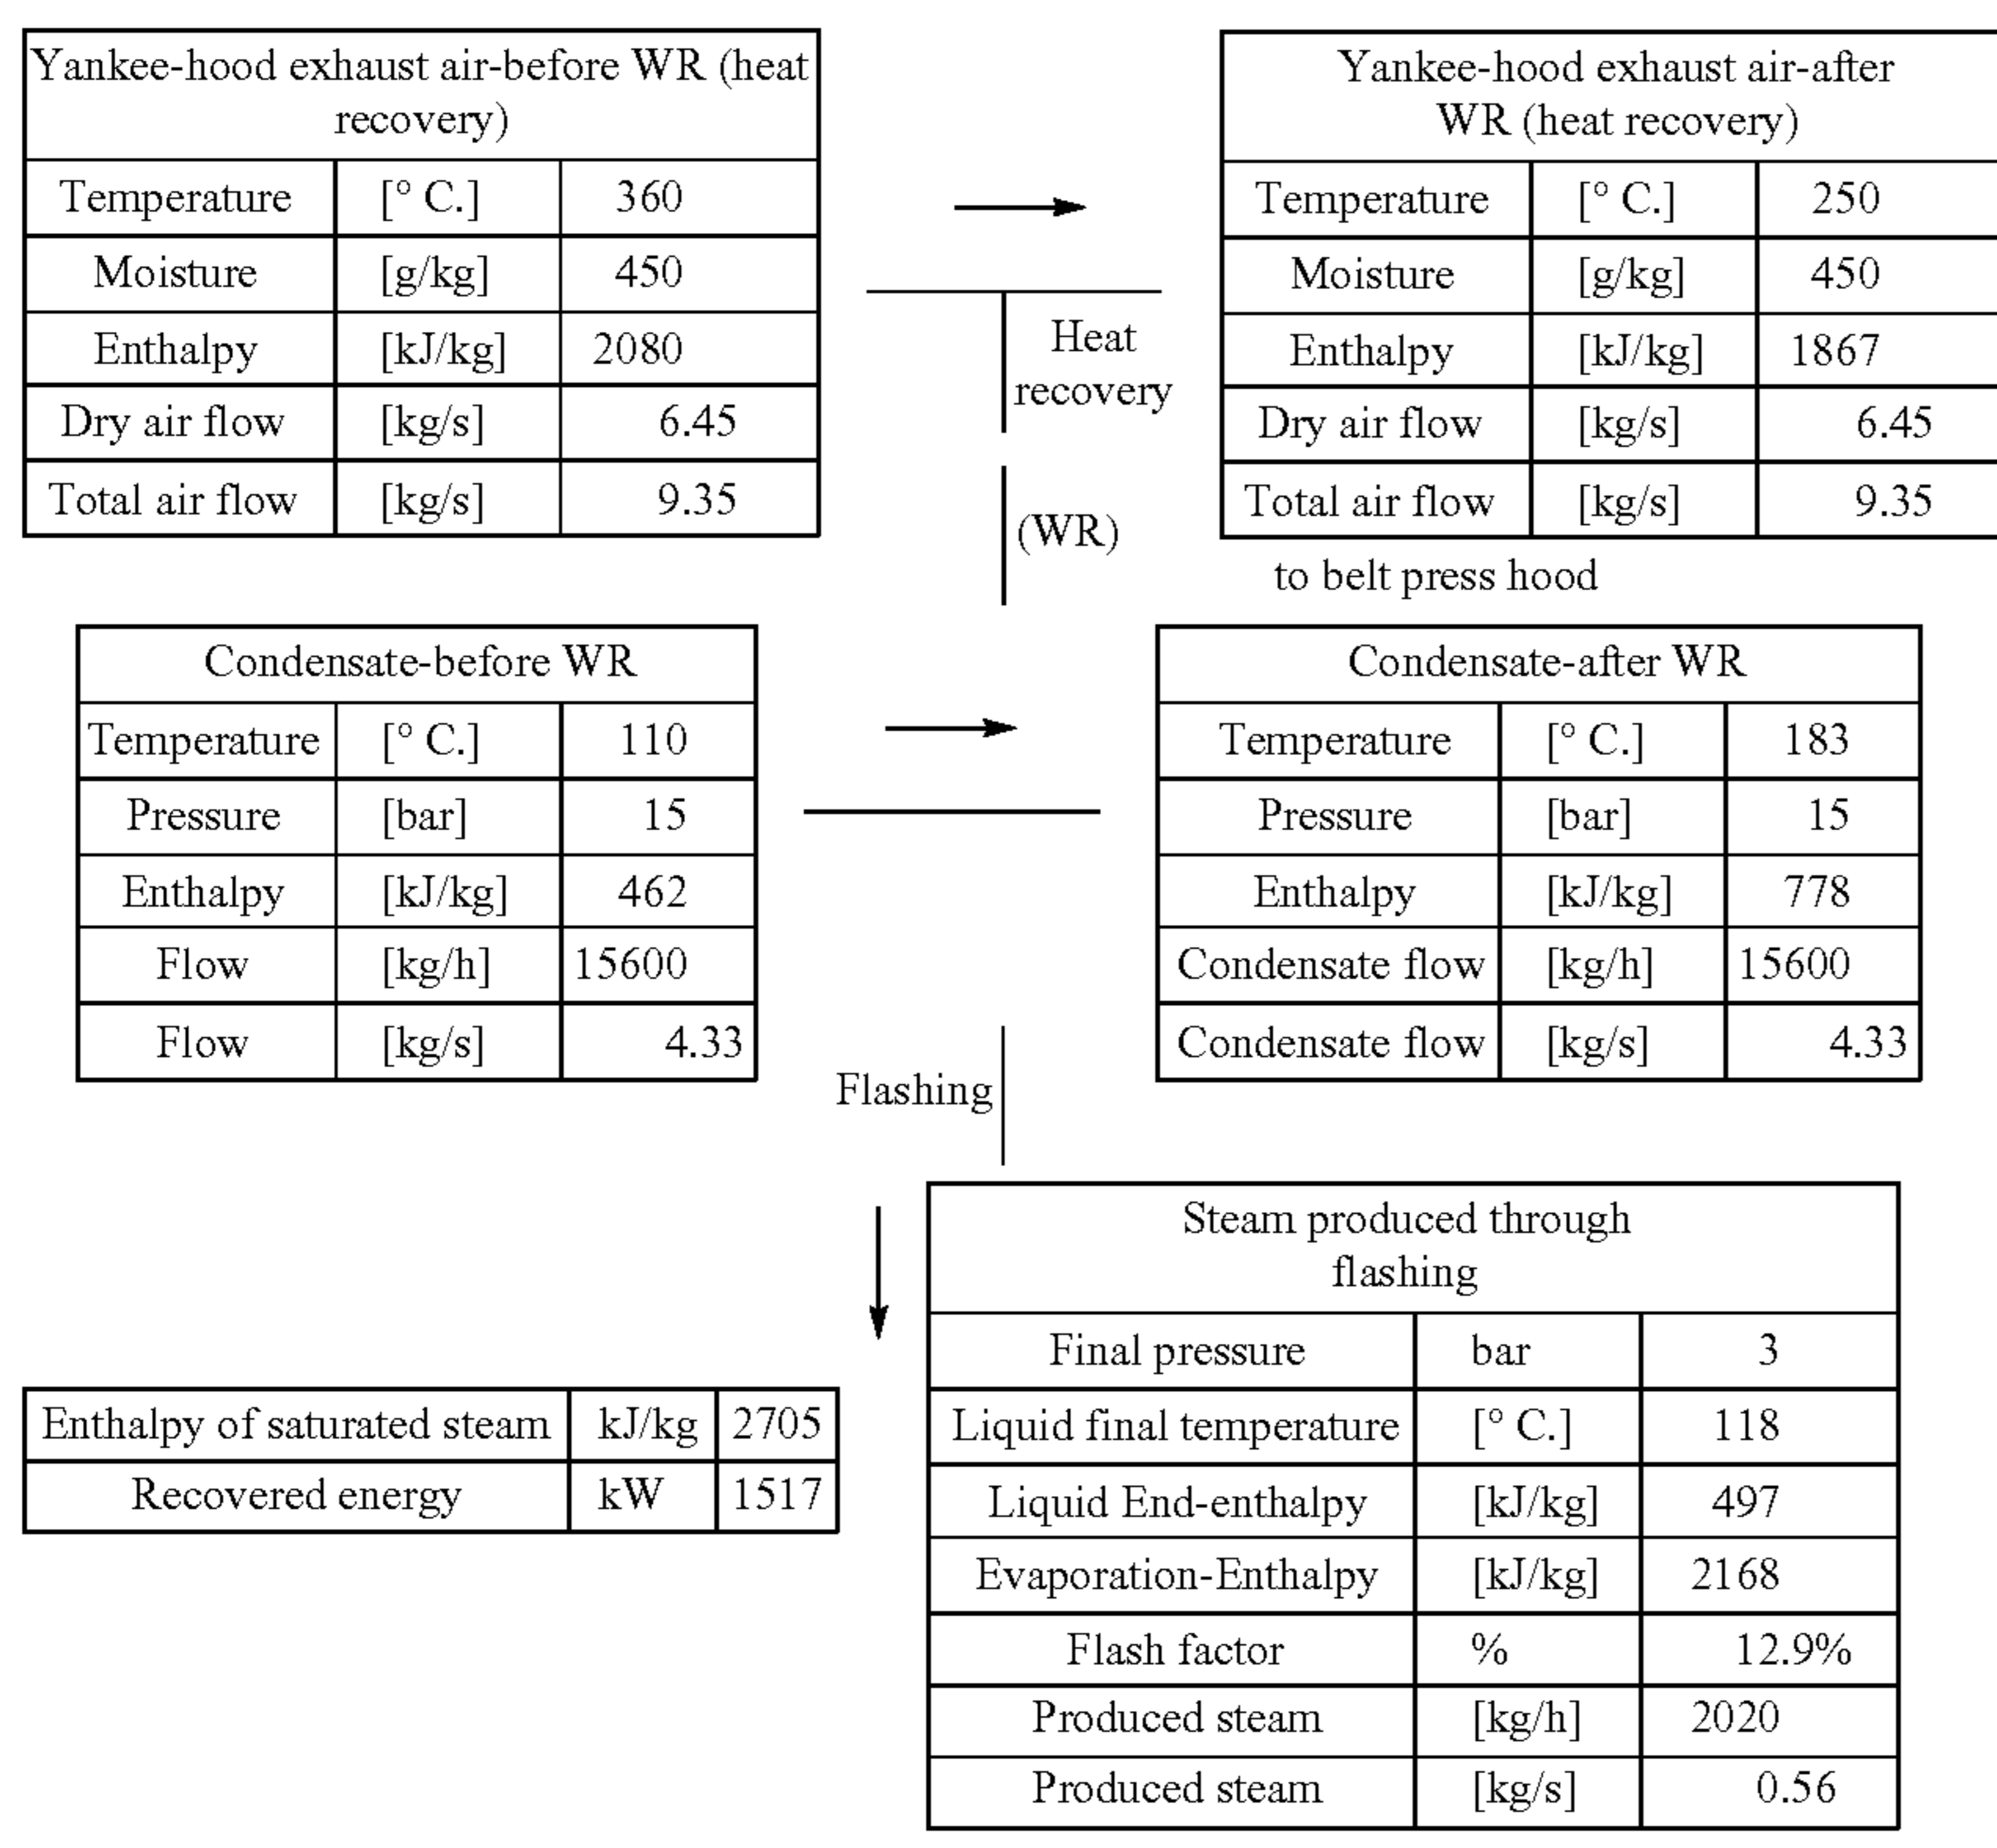 Yankee-hood exhaust air-before WR (heat
recovery)
Temperature [° C.] 360
Moisture [g/kg] 450
Enthalpy [kJ/kg] 2080
Dry air flow [kg/s] 6.45
Total air flow [kg/s] 9.35
Heat
recovery
(WR)
Yankee-hood exhaust air-after
WR (heat recovery)
Temperature [° C.] 250
Moisture [g/kg] 450
Enthalpy [kJ/kg] 1867
Dry air flow [kg/s] 6.45
Total air flow [kg/s] 9.35
to belt press hood
Condensate-before WR
Temperature [° C.] 110
Pressure [bar] 15
Enthalpy [kJ/kg] 462
Flow [kg/h] 15600
Flow [kg/s] 4.33
Condensate-after WR
Temperature [° C.] 183
Pressure [bar] 15
Enthalpy [kJ/kg] 778
Condensate flow [kg/h] 15600
Condensate flow [kg/s] 4.33
Flashing
Steam produced through
flashing
Final pressure bar 3
Liquid final temperature [° C.] 118
Liquid End-enthalpy [kJ/kg] 497
Evaporation-Enthalpy [kJ/kg] 2168
Flash factor % 12.9%
Produced steam [kg/h] 2020
Produced steam [kg/s] 0.56
Enthalpy of saturated steam kJ/kg 2705
Recovered energy kW 1517